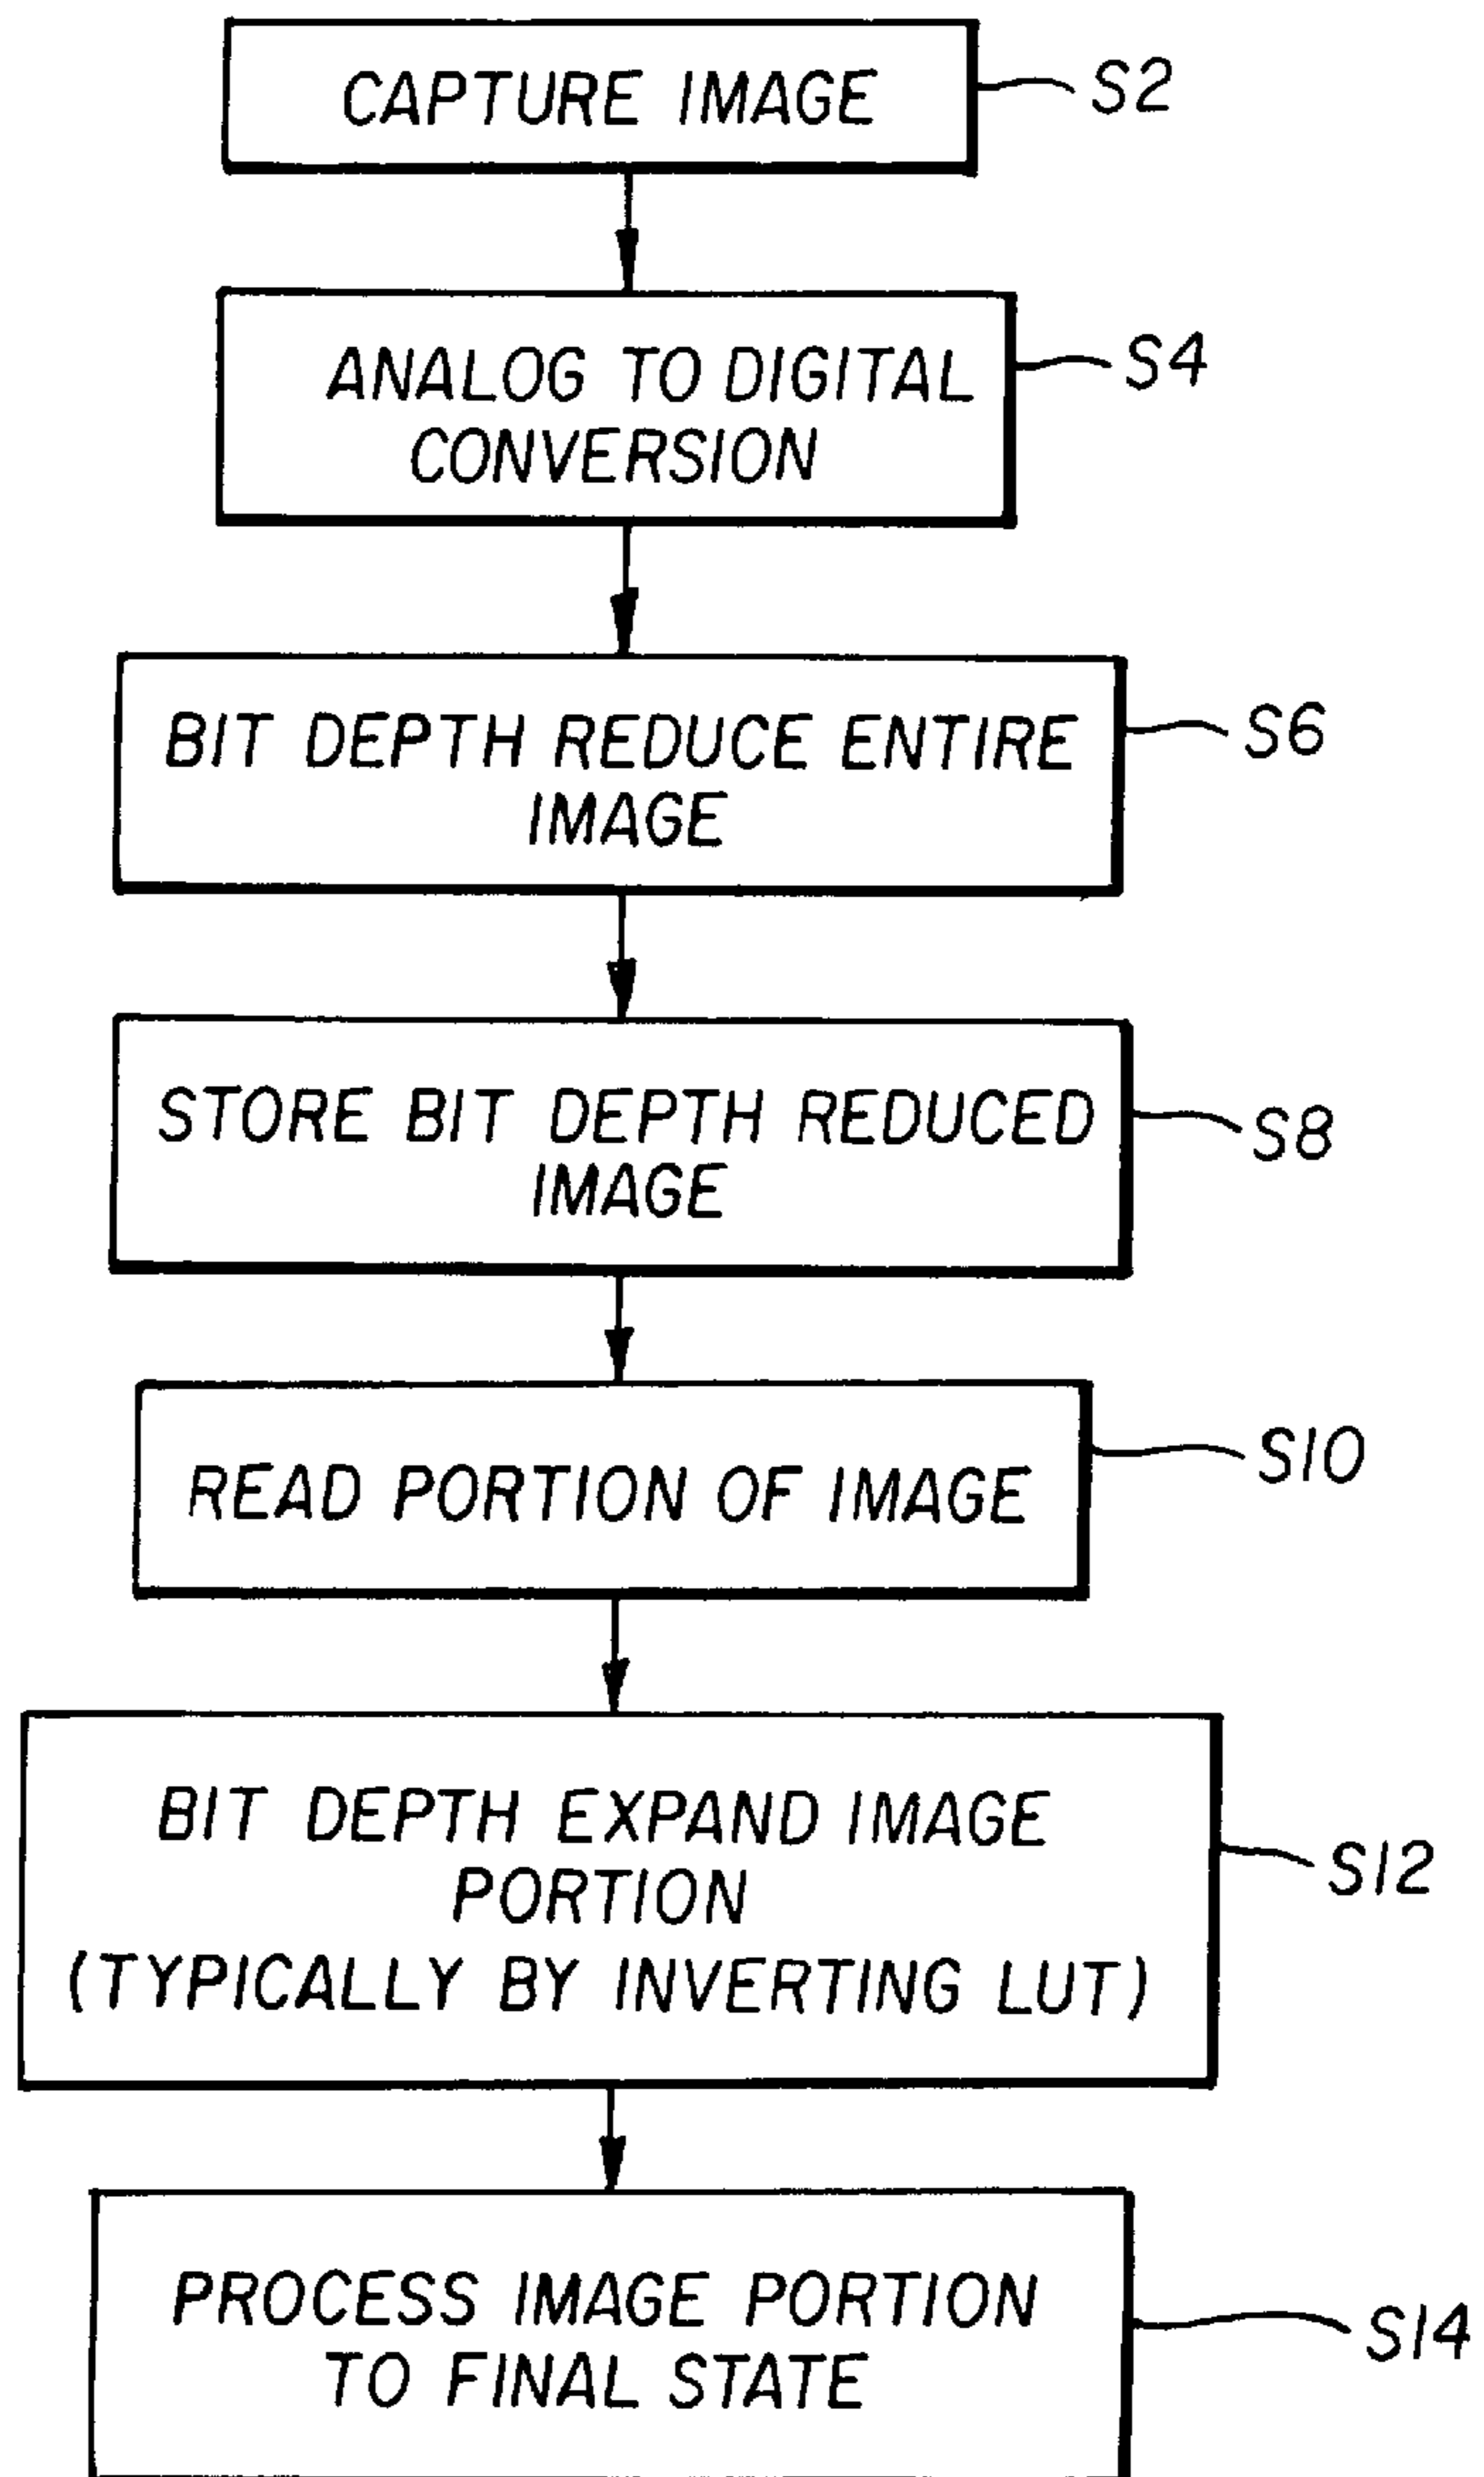 CAPTURE IMAGE
S2
ANALOG TO DIGITAL
CONVERSION
S4
BIT DEPTH REDUCE ENTIRE
IMAGE
S6
STORE BIT DEPTH REDUCED
IMAGE
S8
READ PORTION OF IMAGE
S10
BIT DEPTH EXPAND IMAGE
PORTION
(TYPICALLY BY INVERTING LUT)
S12
PROCESS IMAGE PORTION
TO FINAL STATE
S14